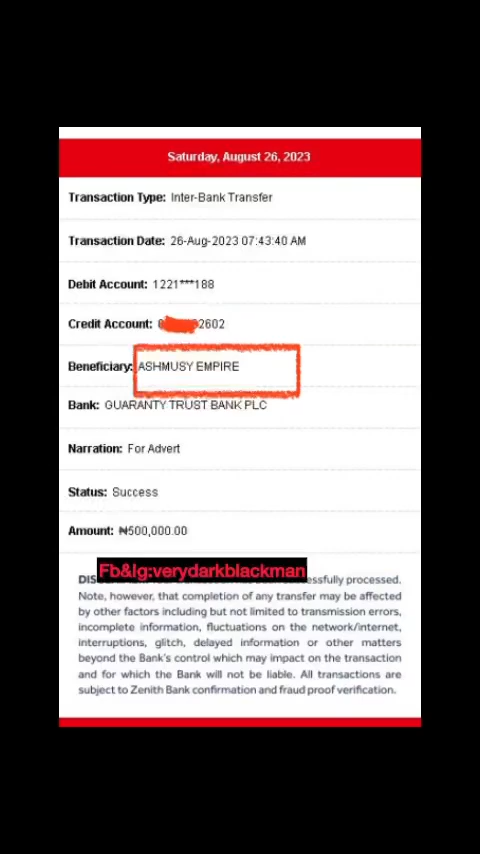 Saturday, August 26, 2023
Transaction Type: Inter-Bank Transfer
Transaction Date: 26-Aug-2023 07:43:40 AM
Debit Account: 1221***188
Credit Account: 2602
Beneficiary: ASHMUSY EMPIRE
Bank: GUARANTY TRUST BANK PLC
Narration: For Advert
Status: Success
Amount: ₦500,000.00
Fb&Ig:verydarkblackman
DIS essfully processed.
Note, however, that completion of any transfer may be affected
by other factors including but not limited to transmission errors,
incomplete information, fluctuations on the network/internet,
interruptions, glitch, delayed information or other matters
beyond the Bank's control which may impact on the transaction
and for which the Bank will not be liable. All transactions are
subject to Zenith Bank confirmation and fraud proof verification.